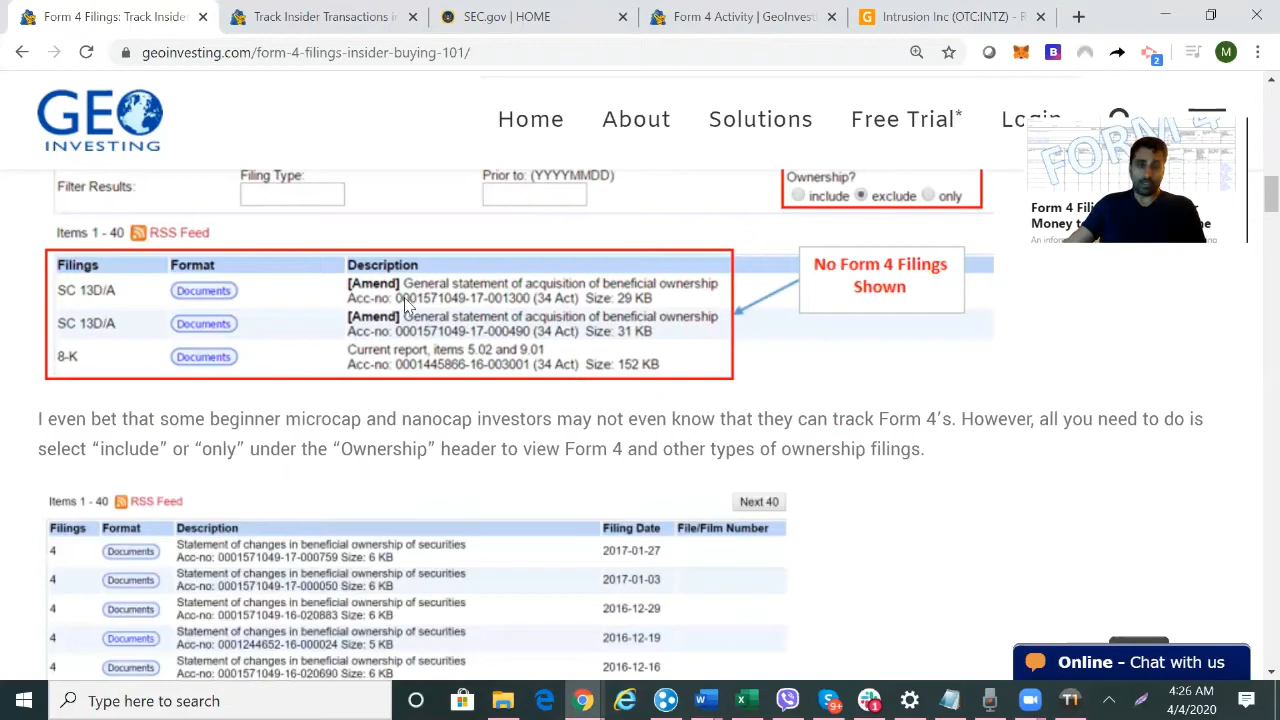 Form 4 Filings: Insider
Track Insider Transactions in
SEC.gov | HOME
Form 4 Activity | GeoInvesti
Intrusion Inc (OTC:INTZ) - R
geoinvesting.com/form-4-filings-insider-buying-101/
B
2
M
GEO
INVESTING
Home About Solutions Free Trial* Login
FORM 4
Form 4 Fil
Money to
Filter Results:
Filing Type:
Prior to: (YYYYMMDD)
Ownership?
include exclude only
Items 1 - 40 RSS Feed
Filings Format Description
SC 13D/A Documents [Amend] General statement of acquisition of beneficial ownership
Acc-no: 0001571049-17-001300 (34 Act) Size: 29 KB
SC 13D/A Documents [Amend] General statement of acquisition of beneficial ownership
Acc-no: 0001571049-17-000490 (34 Act) Size: 31 KB
8-K Documents Current report, items 5.02 and 9.01
Acc-no: 0001445866-16-003001 (34 Act) Size: 152 KB
No Form 4 Filings
Shown
I even bet that some beginner microcap and nanocap investors may not even know that they can track Form 4's. However, all you need to do is
select “include” or “only” under the “Ownership” header to view Form 4 and other types of ownership filings.
Items 1 - 40 RSS Feed
Next 40
Filings Format Description Filing Date File/Film Number
4 Documents Statement of changes in beneficial ownership of securities 2017-01-27
Acc-no: 0001571049-17-000759 Size: 6 KB
4 Documents Statement of changes in beneficial ownership of securities 2017-01-03
Acc-no: 0001571049-17-000050 Size: 6 KB
4 Documents Statement of changes in beneficial ownership of securities 2016-12-29
Acc-no: 0001571049-16-020883 Size: 6 KB
4 Documents Statement of changes in beneficial ownership of securities 2016-12-19
Acc-no: 0001244652-16-000024 Size: 5 KB
4 Documents Statement of changes in beneficial ownership of securities 2016-12-16
Acc-no: 0001571049-16-020690 Size: 6 KB
Online - Chat with us
Type here to search
9+
1
4:26 AM
4/4/2020